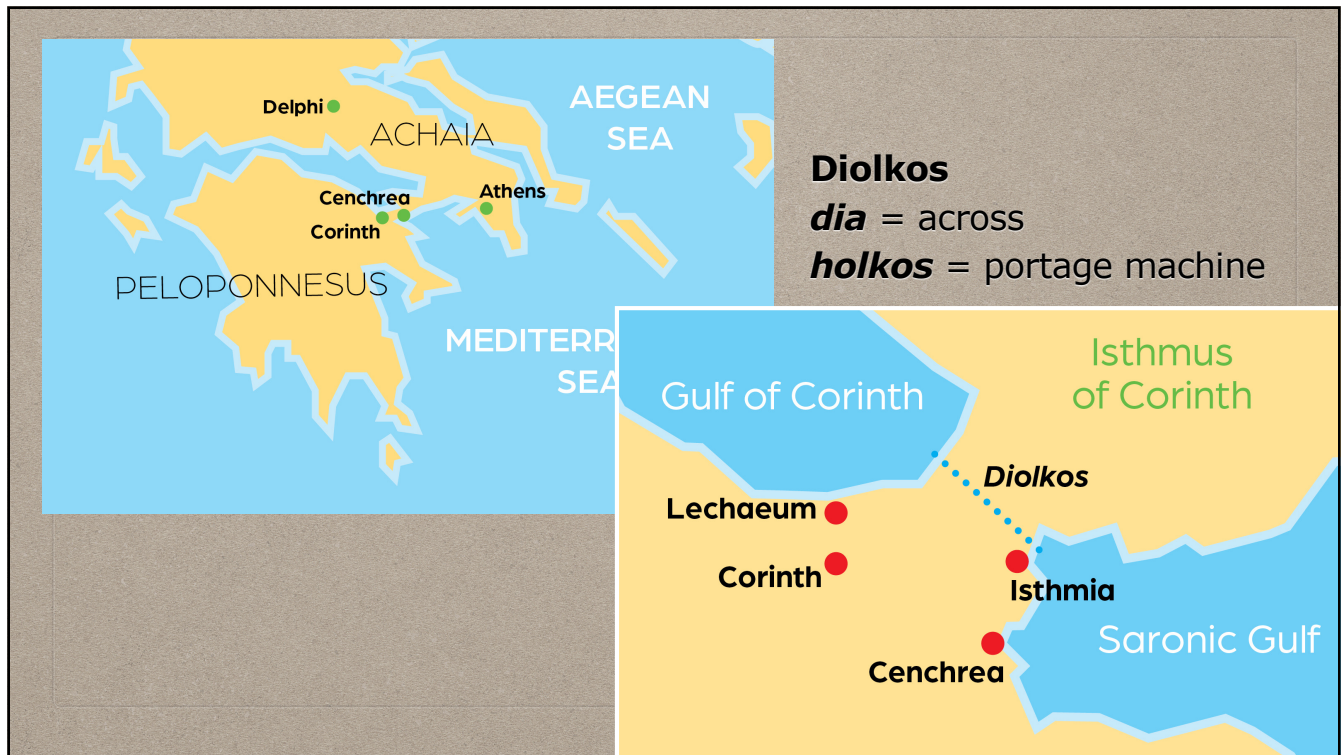 Delphi
ACHAIA
AEGEAN
SEA
Cenchrea
Athens
Corinth
PELOPONNESUS
MEDITERR
SEA
Diolkos
dia = across
holkos = portage machine
Gulf of Corinth
Isthmus
of Corinth
Diolkos
Lechaeum
Corinth
Isthmia
Saronic Gulf
Cenchrea